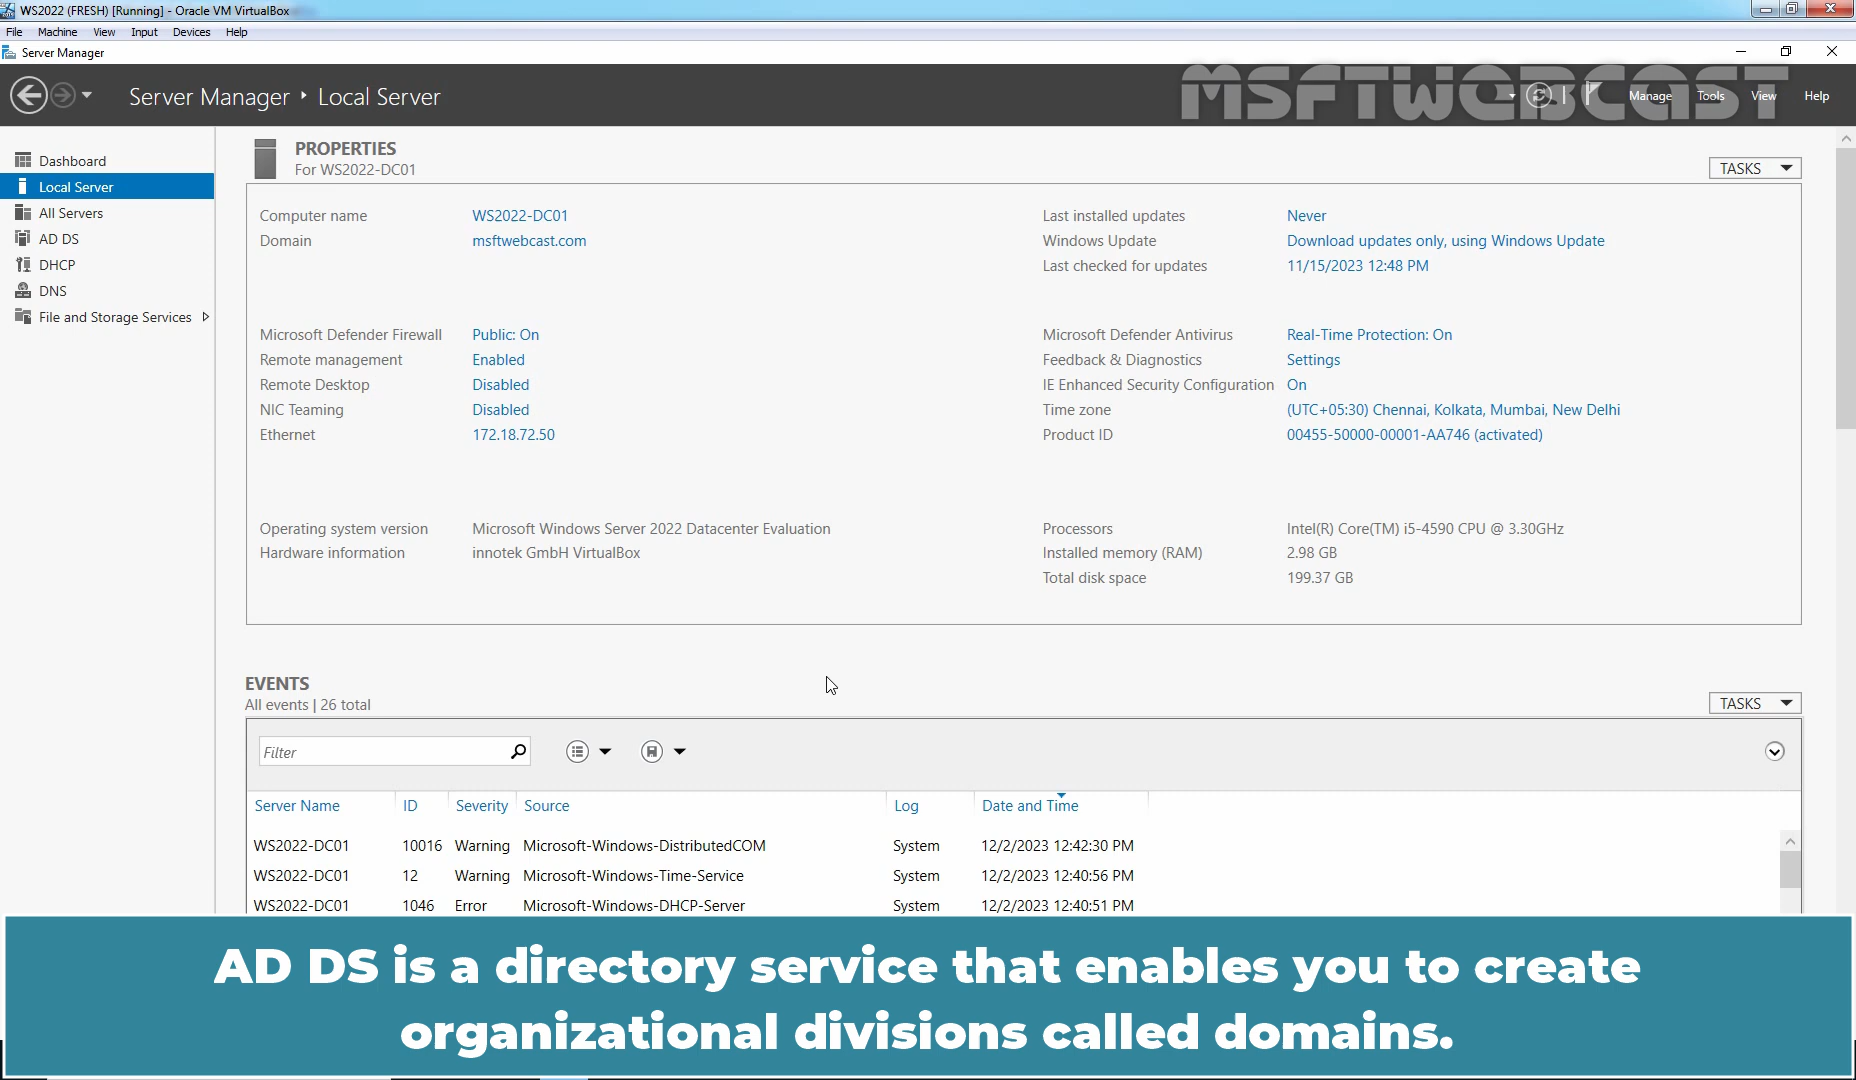 WS2022 (FRESH) [Running] - Oracle VM VirtualBox
File Machine View Input Devices Help
Server Manager
Server Manager ‣ Local Server
MSFTWEBCAST
Manage Tools View Help
Dashboard
Local Server
All Servers
AD DS
DHCP
DNS
File and Storage Services
PROPERTIES
For WS2022-DC01
TASKS
Computer name WS2022-DC01
Domain msftwebcast.com
Last installed updates Never
Windows Update Download updates only, using Windows Update
Last checked for updates 11/15/2023 12:48 PM
Microsoft Defender Firewall Public: On
Remote management Enabled
Remote Desktop Disabled
NIC Teaming Disabled
Ethernet 172.18.72.50
Microsoft Defender Antivirus Real-Time Protection: On
Feedback & Diagnostics Settings
IE Enhanced Security Configuration On
Time zone (UTC+05:30) Chennai, Kolkata, Mumbai, New Delhi
Product ID 00455-50000-00001-AA746 (activated)
Operating system version Microsoft Windows Server 2022 Datacenter Evaluation
Hardware information innotek GmbH VirtualBox
Processors Intel(R) Core(TM) i5-4590 CPU @ 3.30GHz
Installed memory (RAM) 2.98 GB
Total disk space 199.37 GB
EVENTS
All events | 26 total
TASKS
Filter
Server Name ID Severity Source Log Date and Time
WS2022-DC01 10016 Warning Microsoft-Windows-DistributedCOM System 12/2/2023 12:42:30 PM
WS2022-DC01 12 Warning Microsoft-Windows-Time-Service System 12/2/2023 12:40:56 PM
WS2022-DC01 1046 Error Microsoft-Windows-DHCP-Server System 12/2/2023 12:40:51 PM
AD DS is a directory service that enables you to create
organizational divisions called domains.